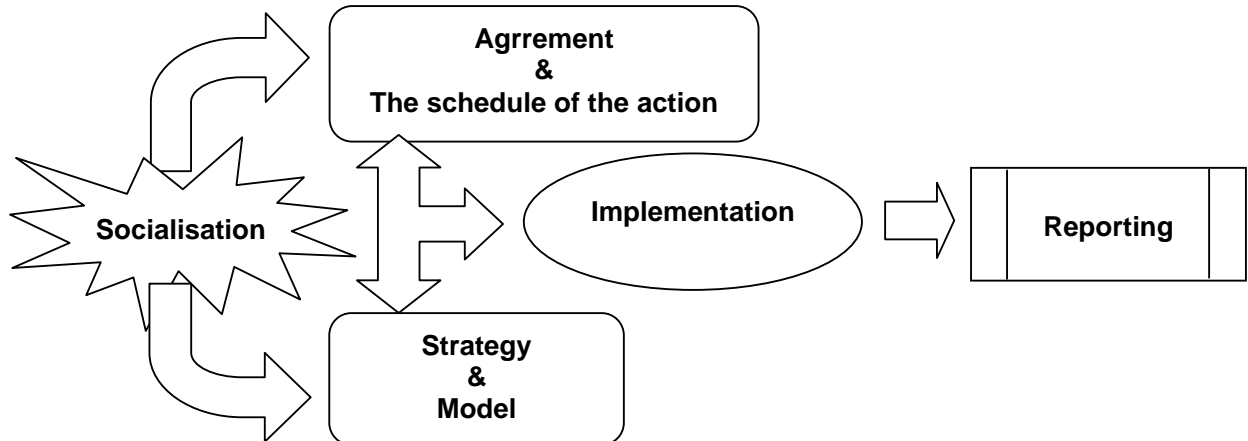 Agrrement
&
The schedule of the action
Socialisation
Implementation
Reporting
Strategy
&
Model